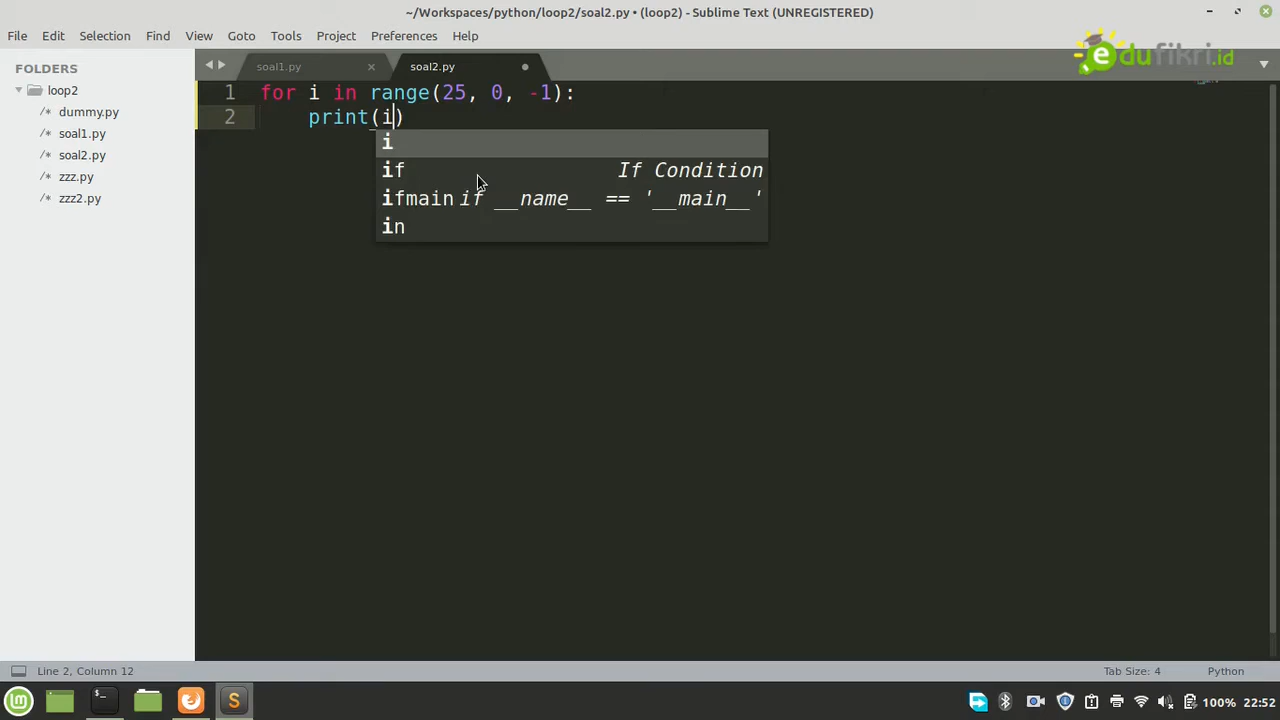 ~/Workspaces/python/loop2/soal2.py • (loop2) - Sublime Text (UNREGISTERED)
File Edit Selection Find View Goto Tools Project Preferences Help
edufikri.id
FOLDERS
loop2
/* dummy.py
/* soal1.py
/* soal2.py
/* zzz.py
/* zzz2.py
soal1.py × soal2.py
1 for i in range(25, 0, -1):
2 print(i)
i
if If Condition
ifmain if __name__ == '__main__'
in
Line 2, Column 12 Tab Size: 4 Python
100% 22:52